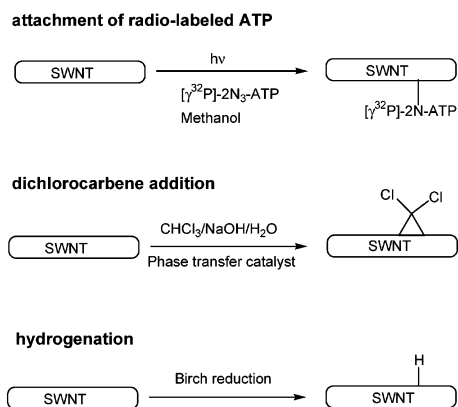 attachment of radio-labeled ATP
SWNT
hν
[γ³²P]-2N₃-ATP
Methanol
SWNT
[γ³²P]-2N-ATP
dichlorocarbene addition
SWNT
CHCl₃/NaOH/H₂O
Phase transfer catalyst
Cl
Cl
SWNT
hydrogenation
SWNT
Birch reduction
H
SWNT